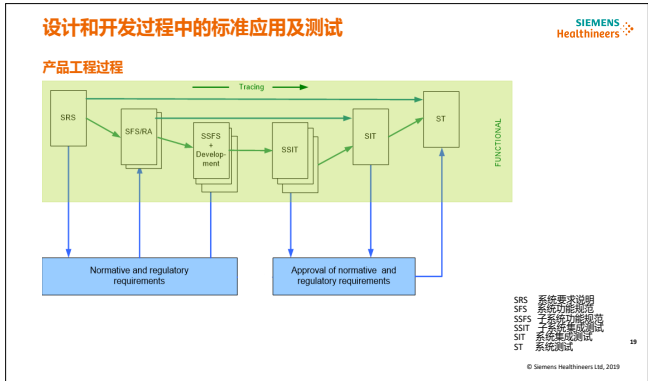 设计和开发过程中的标准应用及测试
SIEMENS
Healthineers
产品工程过程
Tracing
SRS
SFS/RA
SSFS
+
Develop-
ment
SSIT
SIT
ST
FUNCTIONAL
Normative and regulatory
requirements
Approval of normative and
regulatory requirements
SRS 系统要求说明
SFS 系统功能规范
SSFS 子系统功能规范
SSIT 子系统集成测试
SIT 系统集成测试
ST 系统测试
19
© Siemens Healthineers Ltd, 2019